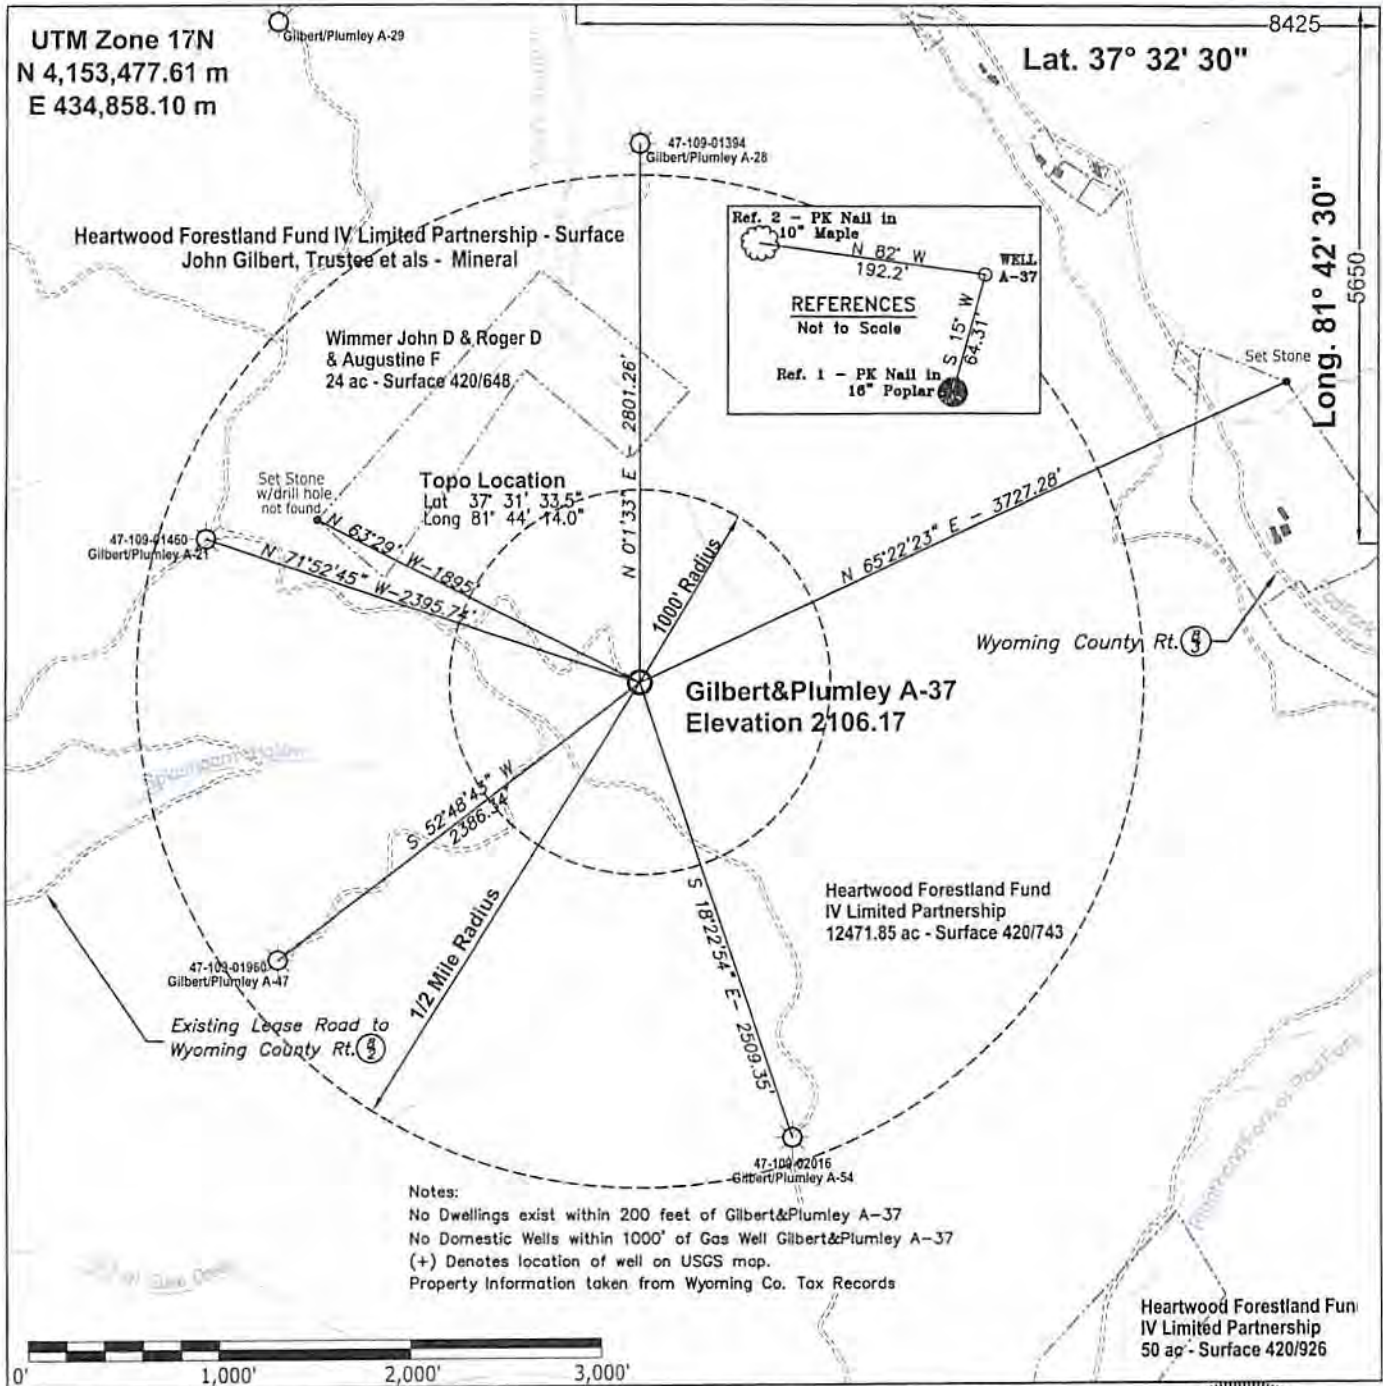 UTM Zone 17N
N 4,153,477.61 m
E 434,858.10 m
Gilbert/Plumley A-29
8425
Lat. 37° 32' 30"
Long. 81° 42' 30"
5650
47-109-01394
Gilbert/Plumley A-28
Heartwood Forestland Fund IV Limited Partnership - Surface
John Gilbert, Trustee et als - Mineral
Ref. 2 - PK Nail in
10" Maple
N 82° W
192.2'
WELL
A-37
REFERENCES
Not to Scale
S 15° W
64.31'
Ref. 1 - PK Nail in
16" Poplar
Wimmer John D & Roger D
& Augustine F
24 ac - Surface 420/648
N 0°1'33" E - 2801.26'
Set Stone
Set Stone
w/drill hole
not found
Topo Location
Lat 37° 31' 33.5"
Long 81° 44' 14.0"
47-109-01460
Gilbert/Plumley A-21
N 63°29' W-1895'
N 71°52'45" W-2395.74'
1000' Radius
N 65°22'23" E - 3727.28'
Wyoming County Rt. 8/3
Gilbert&Plumley A-37
Elevation 2106.17
S 52°48'43" W
2386.34'
S 18°22'54" E- 2509.35'
1/2 Mile Radius
Heartwood Forestland Fund
IV Limited Partnership
12471.85 ac - Surface 420/743
47-109-01960
Gilbert/Plumley A-47
Existing Lease Road to
Wyoming County Rt. 8/2
47-109-02016
Gilbert/Plumley A-54
Notes:
No Dwellings exist within 200 feet of Gilbert&Plumley A-37
No Domestic Wells within 1000' of Gas Well Gilbert&Plumley A-37
(+) Denotes location of well on USGS map.
Property Information taken from Wyoming Co. Tax Records
Heartwood Forestland Fun
IV Limited Partnership
50 ac - Surface 420/926
0'
1,000'
2,000'
3,000'